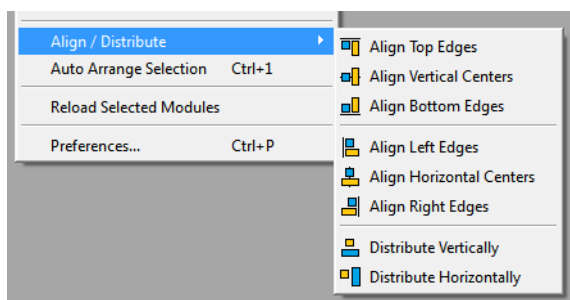 Align / Distribute
Auto Arrange Selection Ctrl+1
Reload Selected Modules
Preferences... Ctrl+P
Align Top Edges
Align Vertical Centers
Align Bottom Edges
Align Left Edges
Align Horizontal Centers
Align Right Edges
Distribute Vertically
Distribute Horizontally